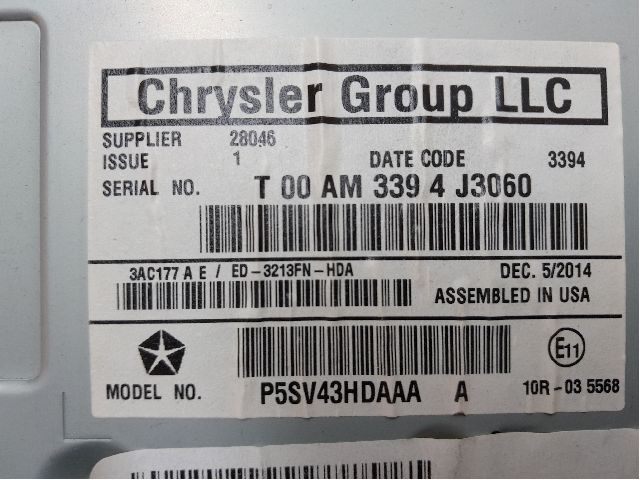 Chrysler Group LLC
SUPPLIER 28046
ISSUE 1 DATE CODE 3394
SERIAL NO. T 00 AM 339 4 J3060
3AC177 A E / ED-3213FN-HDA DEC. 5/2014
ASSEMBLED IN USA
E11
MODEL NO. P5SV43HDAAA A 10R-03 5568